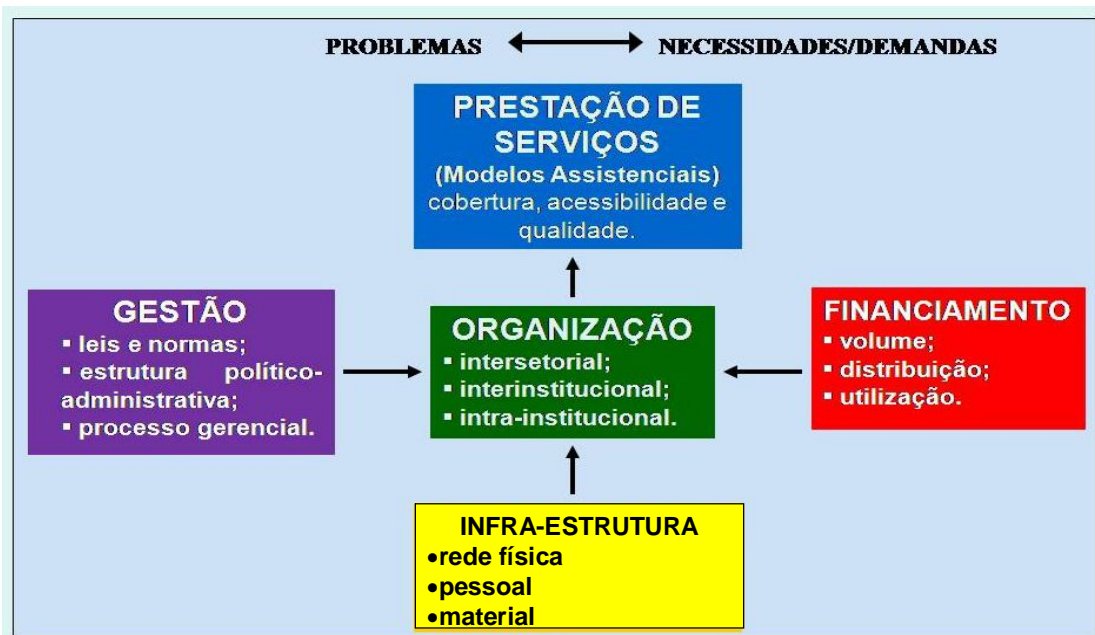 PROBLEMAS NECESSIDADES/DEMANDAS
PRESTAÇÃO DE
SERVIÇOS
(Modelos Assistenciais)
cobertura, acessibilidade e
qualidade.
GESTÃO
▪ leis e normas;
▪ estrutura político-
administrativa;
▪ processo gerencial.
ORGANIZAÇÃO
▪ intersetorial;
▪ interinstitucional;
▪ intra-institucional.
FINANCIAMENTO
▪ volume;
▪ distribuição;
▪ utilização.
INFRA-ESTRUTURA
•rede física
•pessoal
•material